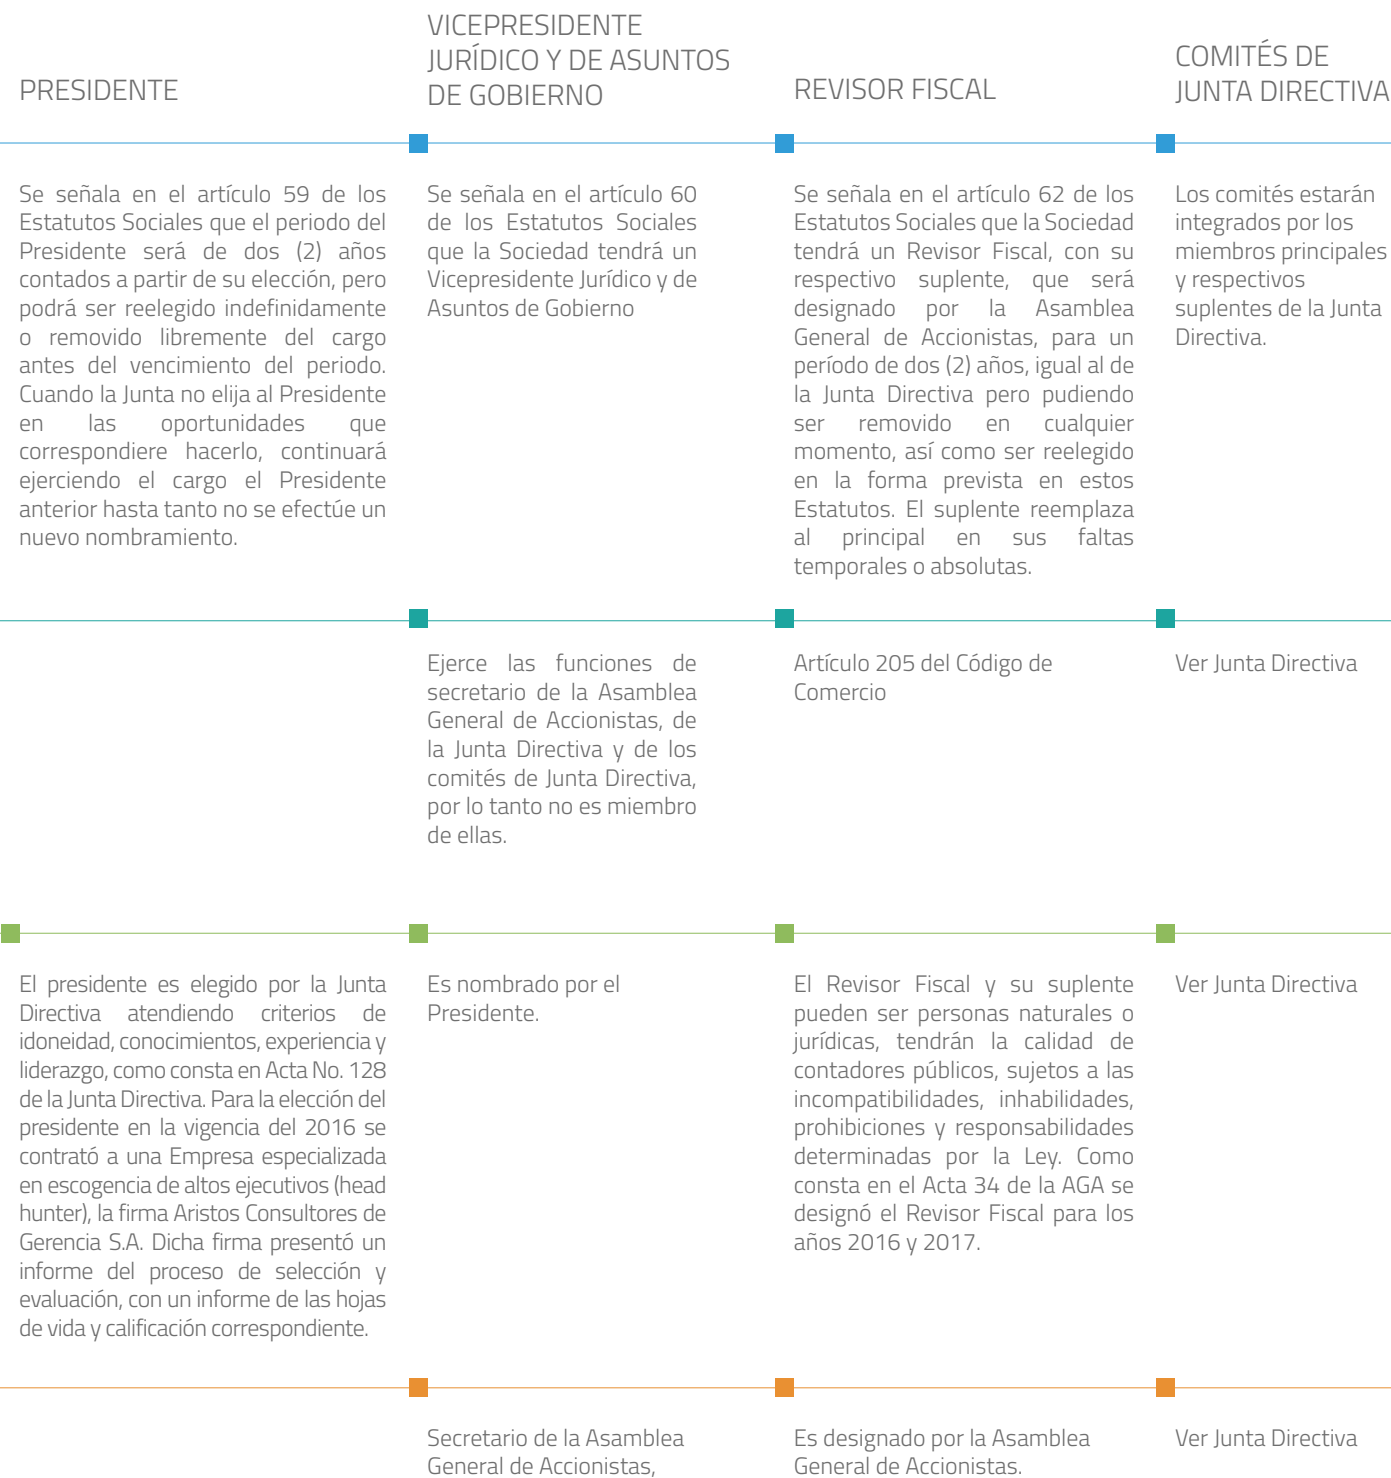 PRESIDENTE
VICEPRESIDENTE
JURÍDICO Y DE ASUNTOS
DE GOBIERNO
REVISOR FISCAL
COMITÉS DE
JUNTA DIRECTIVA
Se señala en el artículo 59 de los
Estatutos Sociales que el periodo del
Presidente será de dos (2) años
contados a partir de su elección, pero
podrá ser reelegido indefinidamente
o removido libremente del cargo
antes del vencimiento del periodo.
Cuando la Junta no elija al Presidente
en las oportunidades que
correspondiere hacerlo, continuará
ejerciendo el cargo el Presidente
anterior hasta tanto no se efectúe un
nuevo nombramiento.
Se señala en el artículo 60
de los Estatutos Sociales
que la Sociedad tendrá un
Vicepresidente Jurídico y de
Asuntos de Gobierno
Se señala en el artículo 62 de los
Estatutos Sociales que la Sociedad
tendrá un Revisor Fiscal, con su
respectivo suplente, que será
designado por la Asamblea
General de Accionistas, para un
período de dos (2) años, igual al de
la Junta Directiva pero pudiendo
ser removido en cualquier
momento, así como ser reelegido
en la forma prevista en estos
Estatutos. El suplente reemplaza
al principal en sus faltas
temporales o absolutas.
Los comités estarán
integrados por los
miembros principales
y respectivos
suplentes de la Junta
Directiva.
Ejerce las funciones de
secretario de la Asamblea
General de Accionistas, de
la Junta Directiva y de los
comités de Junta Directiva,
por lo tanto no es miembro
de ellas.
Artículo 205 del Código de
Comercio
Ver Junta Directiva
El presidente es elegido por la Junta
Directiva atendiendo criterios de
idoneidad, conocimientos, experiencia y
liderazgo, como consta en Acta No. 128
de la Junta Directiva. Para la elección del
presidente en la vigencia del 2016 se
contrató a una Empresa especializada
en escogencia de altos ejecutivos (head
hunter), la firma Aristos Consultores de
Gerencia S.A. Dicha firma presentó un
informe del proceso de selección y
evaluación, con un informe de las hojas
de vida y calificación correspondiente.
Es nombrado por el
Presidente.
El Revisor Fiscal y su suplente
pueden ser personas naturales o
jurídicas, tendrán la calidad de
contadores públicos, sujetos a las
incompatibilidades, inhabilidades,
prohibiciones y responsabilidades
determinadas por la Ley. Como
consta en el Acta 34 de la AGA se
designó el Revisor Fiscal para los
años 2016 y 2017.
Ver Junta Directiva
Secretario de la Asamblea
General de Accionistas,
Es designado por la Asamblea
General de Accionistas.
Ver Junta Directiva